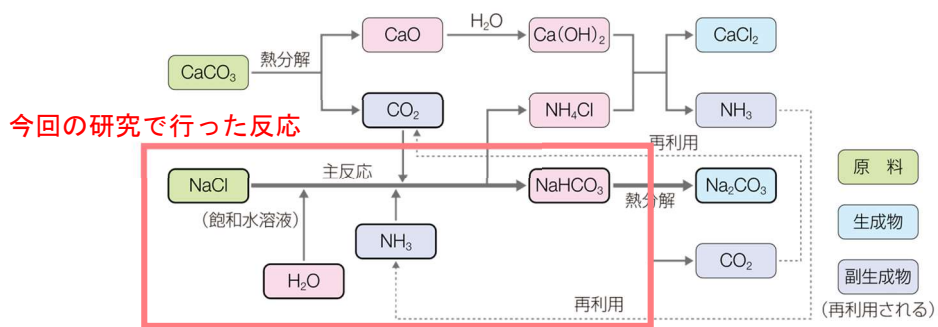 CaCO₃
熱分解
CaO
H₂O
Ca(OH)₂
CaCl₂
CO₂
NH₄Cl
NH₃
再利用
今回の研究で行った反応
NaCl
主反応
NaHCO₃
熱分解
Na₂CO₃
(飽和水溶液)
NH₃
H₂O
CO₂
再利用
原 料
生成物
副生成物
(再利用される)